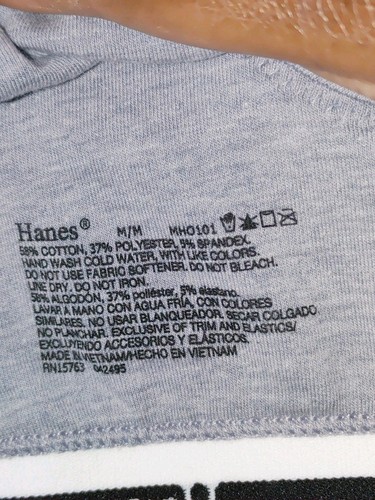 Hanes® M/M MHO101
58% COTTON, 37% POLYESTER, 5% SPANDEX.
HAND WASH COLD WATER, WITH LIKE COLORS.
DO NOT USE FABRIC SOFTENER. DO NOT BLEACH.
LINE DRY. DO NOT IRON.
58% ALGODÓN, 37% poliéster, 5% elastano.
LAVAR A MANO CON AGUA FRÍA, CON COLORES
SIMILARES. NO USAR BLANQUEADOR. SECAR COLGADO.
NO PLANCHAR. EXCLUSIVE OF TRIM AND ELASTICS/
EXCLUYENDO ACCESORIOS Y ELÁSTICOS.
MADE IN VIETNAM/HECHO EN VIETNAM
RN15763 042495